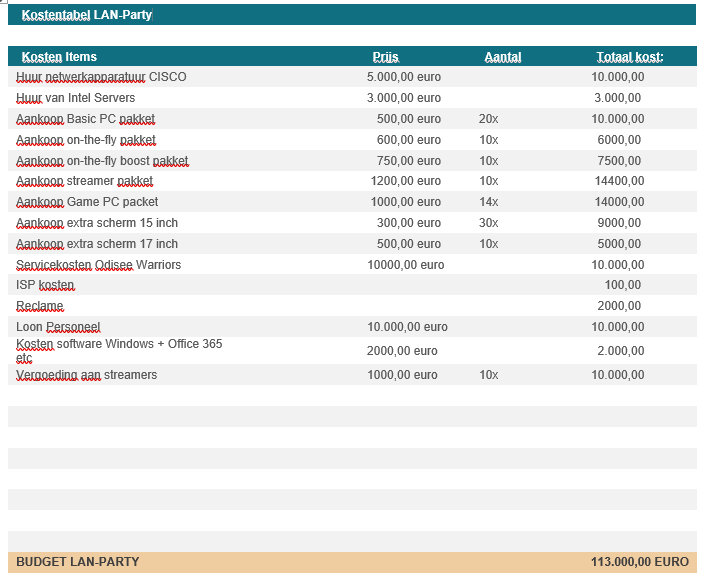 Kostentabel LAN-Party
Kosten Items Prijs Aantal Totaal kost:
Huur netwerkapparatuur CISCO 5.000,00 euro 10.000,00
Huur van Intel Servers 3.000,00 euro 3.000,00
Aankoop Basic PC pakket 500,00 euro 20x 10.000,00
Aankoop on-the-fly pakket 600,00 euro 10x 6000,00
Aankoop on-the-fly boost pakket 750,00 euro 10x 7500,00
Aankoop streamer pakket 1200,00 euro 10x 14400,00
Aankoop Game PC packet 1000,00 euro 14x 14000,00
Aankoop extra scherm 15 inch 300,00 euro 30x 9000,00
Aankoop extra scherm 17 inch 500,00 euro 10x 5000,00
Servicekosten Odisee Warriors 10000,00 euro 10.000,00
ISP kosten 100,00
Reclame 2000,00
Loon Personeel 10.000,00 euro 10.000,00
Kosten software Windows + Office 365
etc 2000,00 euro 2.000,00
Vergoeding aan streamers 1000,00 euro 10x 10.000,00
BUDGET LAN-PARTY 113.000,00 EURO